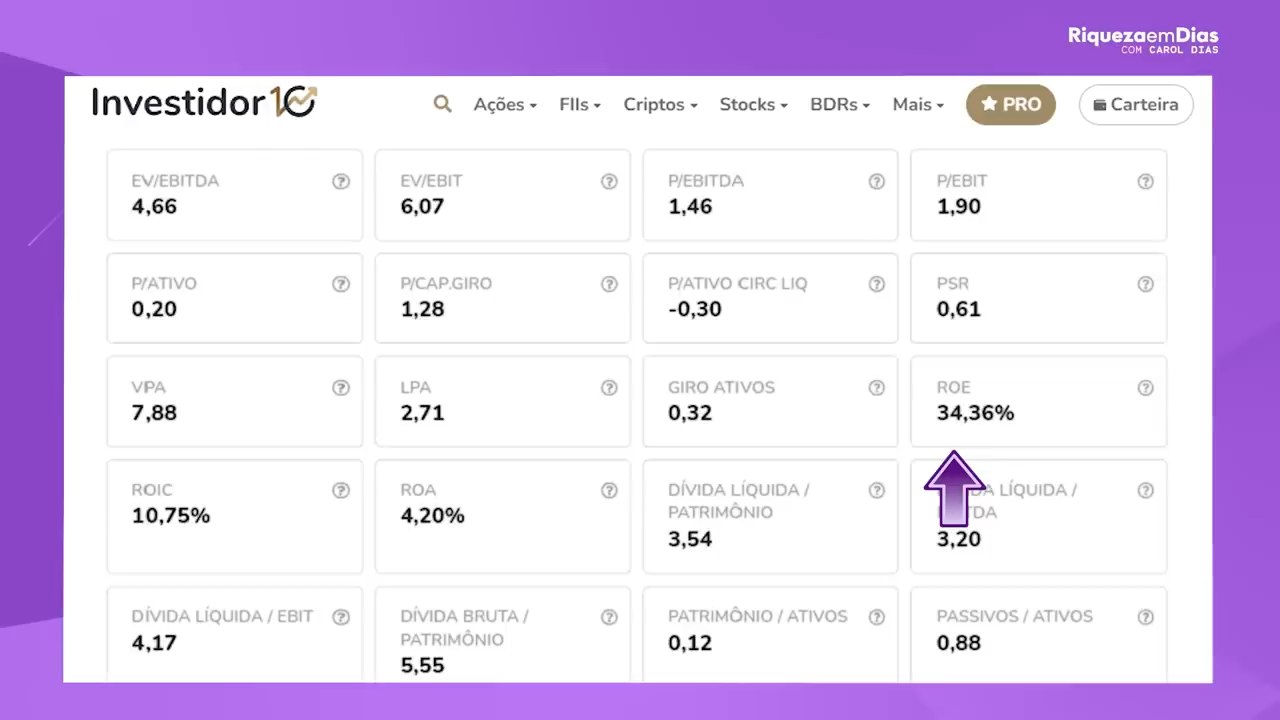 RiquezaemDias
COM CAROL DIAS
Investidor 10
Ações
FIIs
Criptos
Stocks
BDRs
Mais
PRO
Carteira
EV/EBITDA
4,66
EV/EBIT
6,07
P/EBITDA
1,46
P/EBIT
1,90
P/ATIVO
0,20
P/CAP.GIRO
1,28
P/ATIVO CIRC LIQ
-0,30
PSR
0,61
VPA
7,88
LPA
2,71
GIRO ATIVOS
0,32
ROE
34,36%
ROIC
10,75%
ROA
4,20%
DÍVIDA LÍQUIDA /
PATRIMÔNIO
3,54
LÍQUIDA /
3,20
DÍVIDA LÍQUIDA / EBIT
4,17
DÍVIDA BRUTA /
PATRIMÔNIO
5,55
PATRIMÔNIO / ATIVOS
0,12
PASSIVOS / ATIVOS
0,88